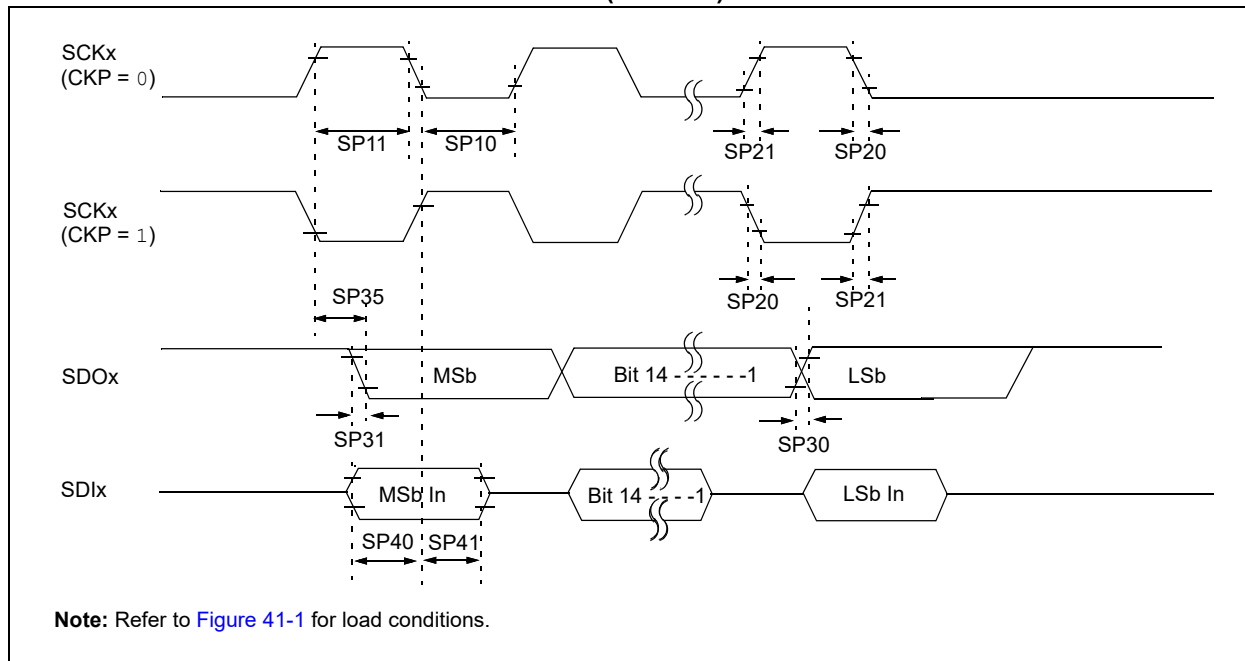 SCKx
(CKP = 0)
SP11
SP10
SP21
SP20
SCKx
(CKP = 1)
SP35
SP20
SP21
SDOx
MSb
Bit 14 - - - - - -1
LSb
SP31
SP30
SDIx
MSb In
Bit 14 - - - - -1
LSb In
SP40
SP41
Note: Refer to Figure 41-1 for load conditions.